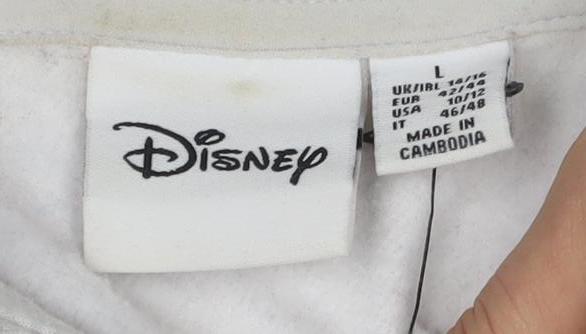 Disney
L
UK/IRL 14/16
EUR 42/44
USA 10/12
IT 46/48
MADE IN
CAMBODIA